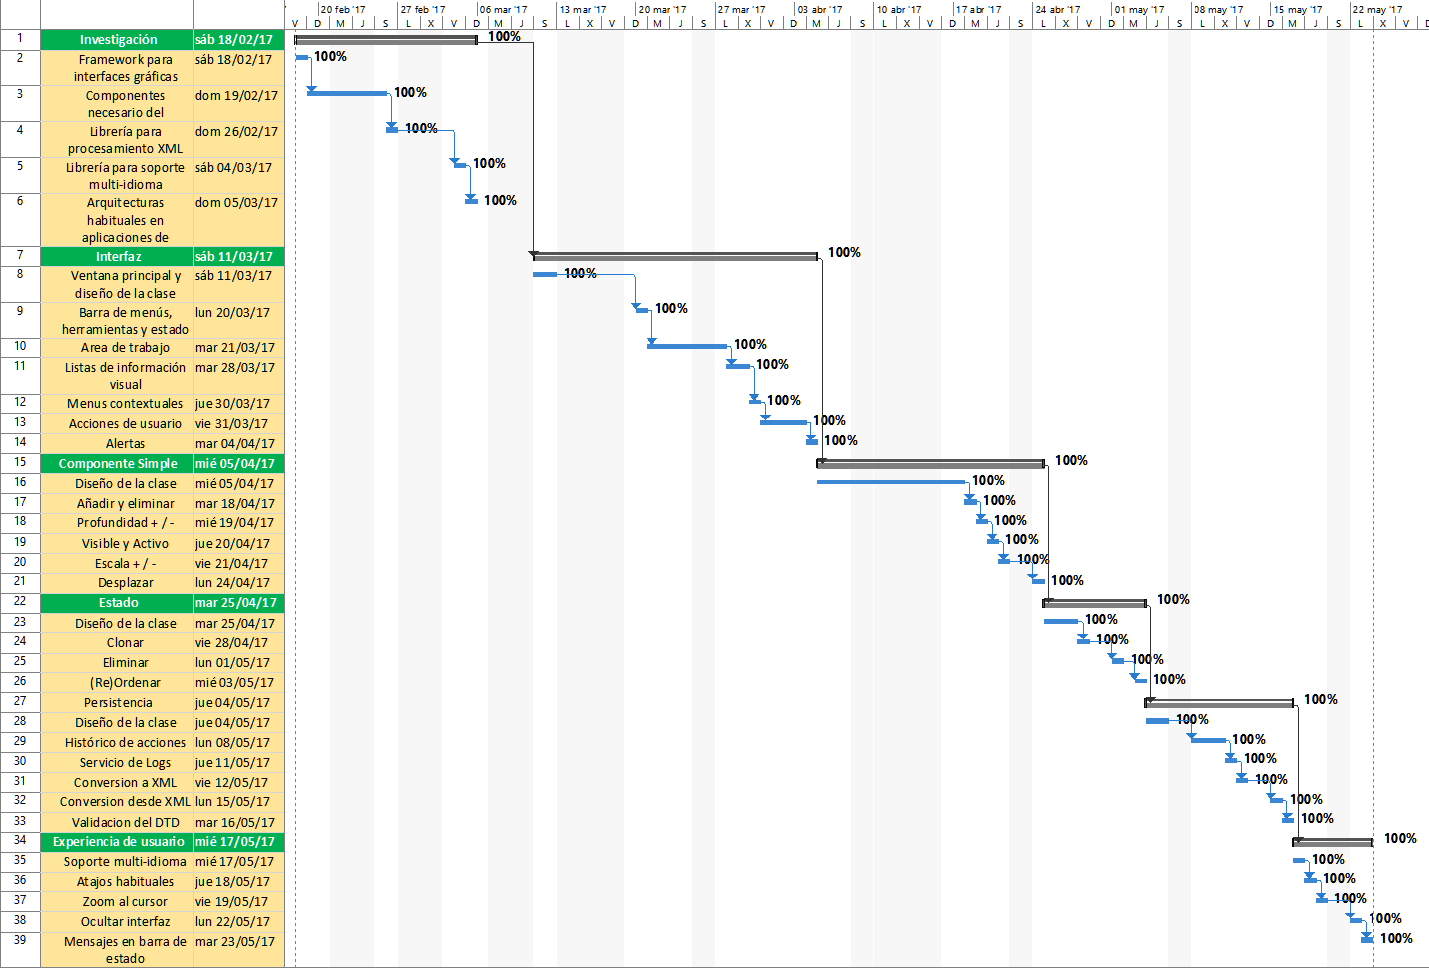 20 feb '17 27 feb '17 06 mar '17 13 mar '17 20 mar '17 27 mar '17 03 abr '17 10 abr '17 17 abr '17 24 abr '17 01 may '17 08 may '17 15 may '17 22 may '17
V D M J S L X V D M J S L X V D M J S L X V D M J S L X V D M J S L X V D M J S L X V D
1 Investigación sáb 18/02/17 100%
2 Framework para sáb 18/02/17 100%
interfaces gráficas
3 Componentes dom 19/02/17 100%
necesario del
4 Librería para dom 26/02/17 100%
procesamiento XML
5 Librería para soporte sáb 04/03/17 100%
multi-idioma
6 Arquitecturas dom 05/03/17 100%
habituales en
aplicaciones de
7 Interfaz sáb 11/03/17 100%
8 Ventana principal y sáb 11/03/17 100%
diseño de la clase
9 Barra de menús, lun 20/03/17 100%
herramientas y estado
10 Area de trabajo mar 21/03/17 100%
11 Listas de información mar 28/03/17 100%
visual
12 Menus contextuales jue 30/03/17 100%
13 Acciones de usuario vie 31/03/17 100%
14 Alertas mar 04/04/17 100%
15 Componente Simple mié 05/04/17 100%
16 Diseño de la clase mié 05/04/17 100%
17 Añadir y eliminar mar 18/04/17 100%
18 Profundidad + / - mié 19/04/17 100%
19 Visible y Activo jue 20/04/17 100%
20 Escala + / - vie 21/04/17 100%
21 Desplazar lun 24/04/17 100%
22 Estado mar 25/04/17 100%
23 Diseño de la clase mar 25/04/17 100%
24 Clonar vie 28/04/17 100%
25 Eliminar lun 01/05/17 100%
26 (Re)Ordenar mié 03/05/17 100%
27 Persistencia jue 04/05/17 100%
28 Diseño de la clase jue 04/05/17 100%
29 Histórico de acciones lun 08/05/17 100%
30 Servicio de Logs jue 11/05/17 100%
31 Conversion a XML vie 12/05/17 100%
32 Conversion desde XML lun 15/05/17 100%
33 Validacion del DTD mar 16/05/17 100%
34 Experiencia de usuario mié 17/05/17 100%
35 Soporte multi-idioma mié 17/05/17 100%
36 Atajos habituales jue 18/05/17 100%
37 Zoom al cursor vie 19/05/17 100%
38 Ocultar interfaz lun 22/05/17 100%
39 Mensajes en barra de mar 23/05/17 100%
estado